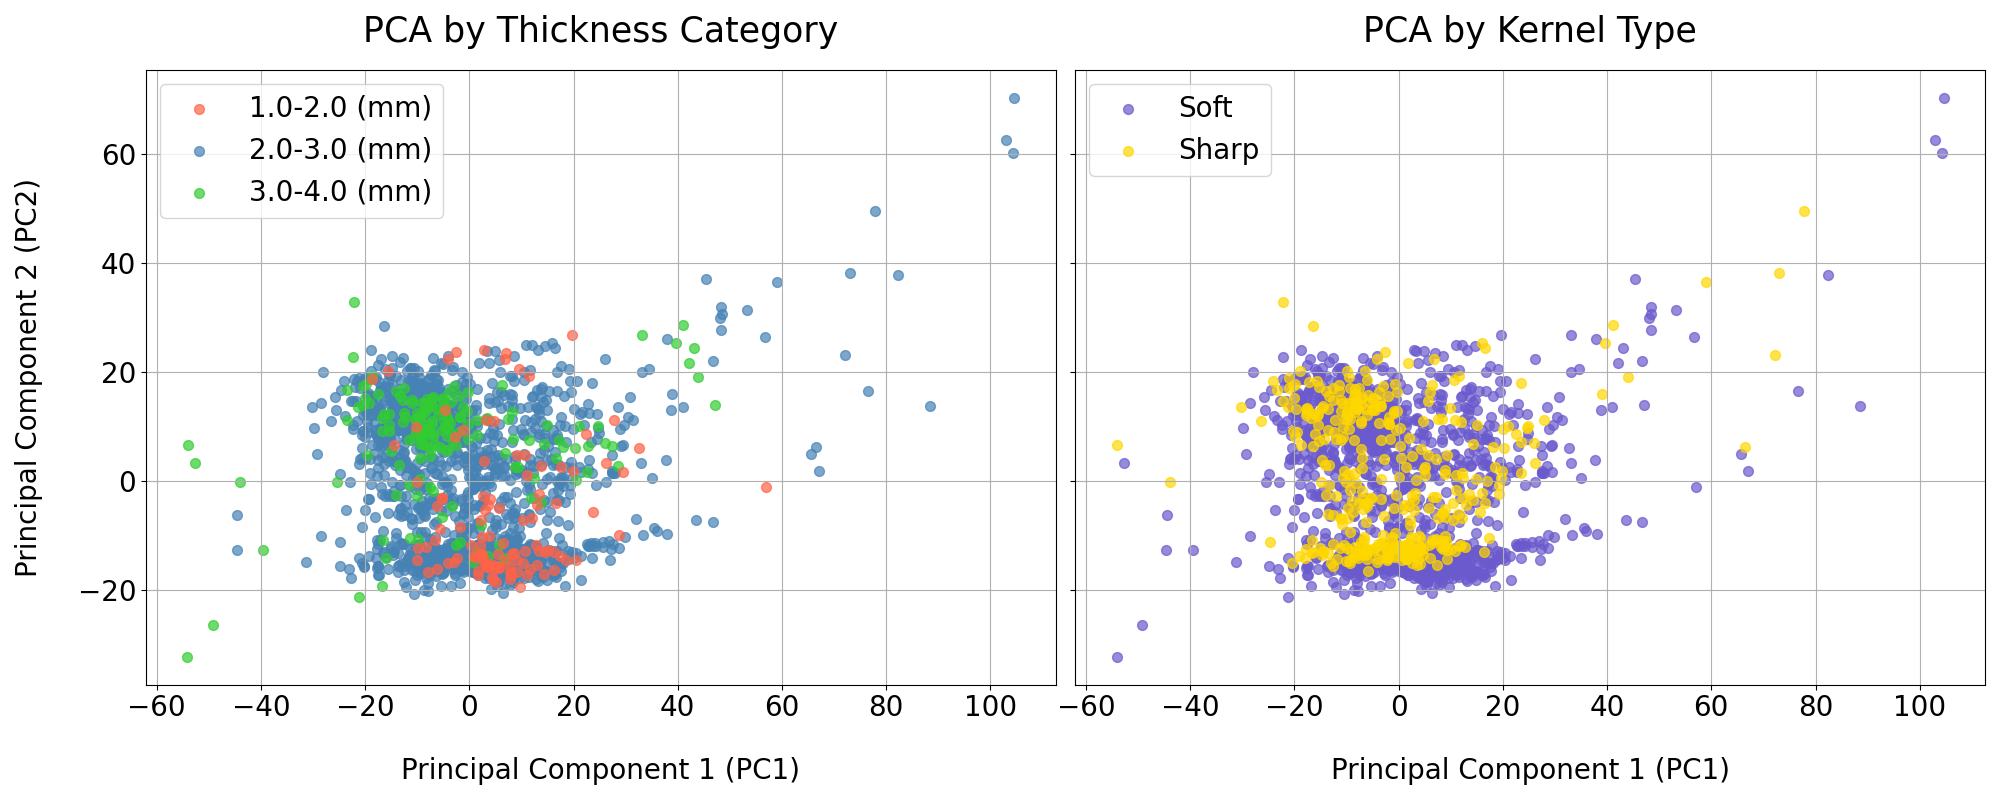 PCA by Thickness Category
1.0-2.0 (mm)
2.0-3.0 (mm)
3.0-4.0 (mm)
Principal Component 2 (PC2)
60
40
20
0
−20
−60 −40 −20 0 20 40 60 80 100
Principal Component 1 (PC1)
PCA by Kernel Type
Soft
Sharp
−60 −40 −20 0 20 40 60 80 100
Principal Component 1 (PC1)